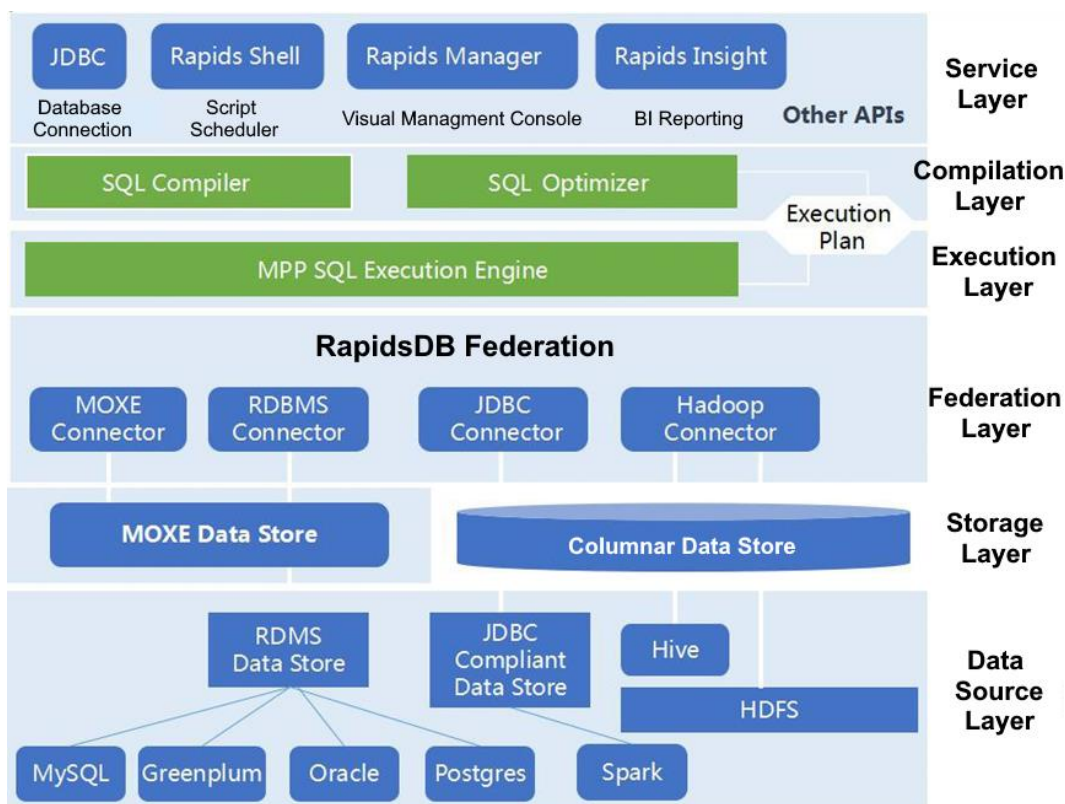 JDBC
Rapids Shell
Rapids Manager
Rapids Insight
Database
Connection
Script
Scheduler
Visual Managment Console
BI Reporting
Other APIs
Service
Layer
SQL Compiler
SQL Optimizer
Compilation
Layer
Execution
Plan
MPP SQL Execution Engine
Execution
Layer
RapidsDB Federation
MOXE
Connector
RDBMS
Connector
JDBC
Connector
Hadoop
Connector
Federation
Layer
MOXE Data Store
Columnar Data Store
Storage
Layer
RDMS
Data Store
JDBC
Compliant
Data Store
Hive
HDFS
Data
Source
Layer
MySQL
Greenplum
Oracle
Postgres
Spark